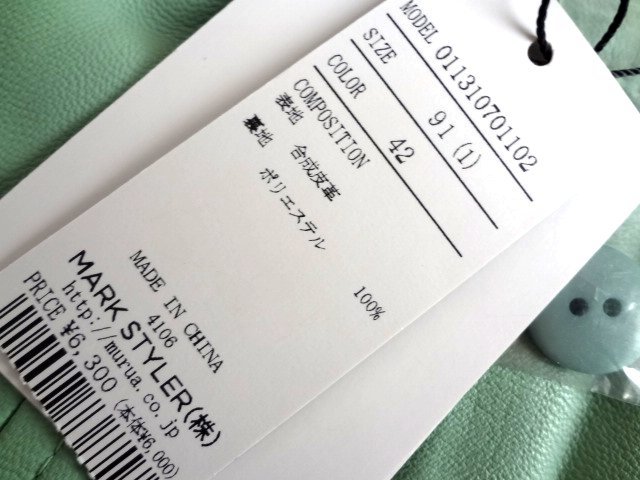 MODEL 011310701102
SIZE 91 (1)
COLOR 42
COMPOSITION
表地 合成皮革
裏地 ポリエステル 100%
MADE IN CHINA
4106
MARK STYLER(株)
http://murua.co.jp
PRICE ¥6,300 (本体¥6,000)